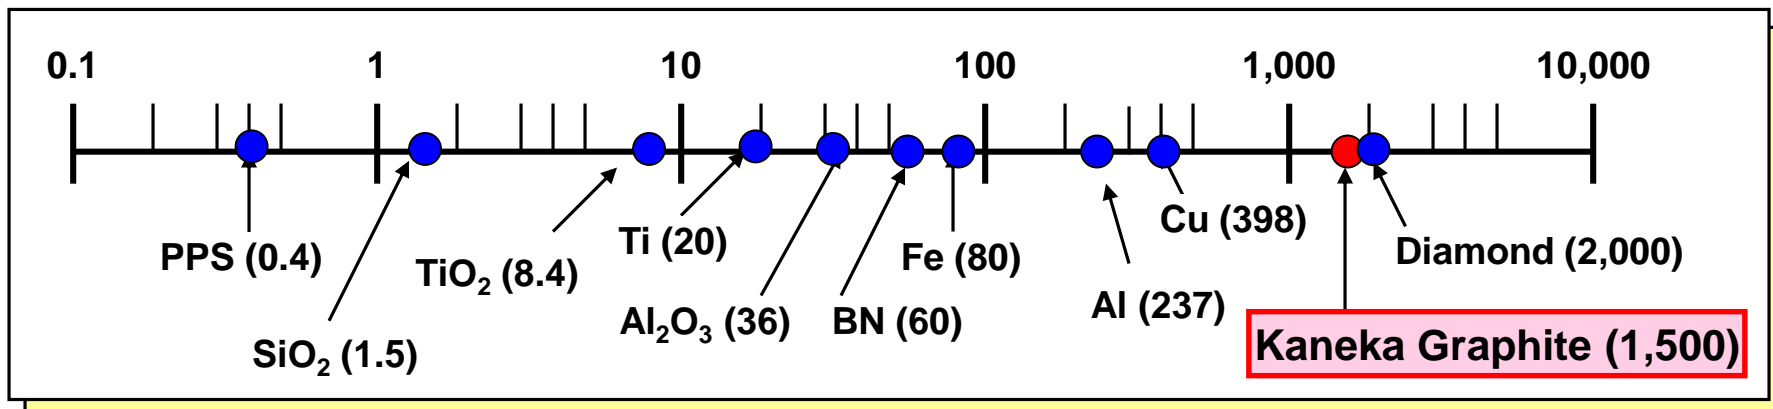 0.1 1 10 100 1,000 10,000
PPS (0.4)
SiO₂ (1.5)
TiO₂ (8.4)
Ti (20)
Al₂O₃ (36)
BN (60)
Fe (80)
Al (237)
Cu (398)
Kaneka Graphite (1,500)
Diamond (2,000)